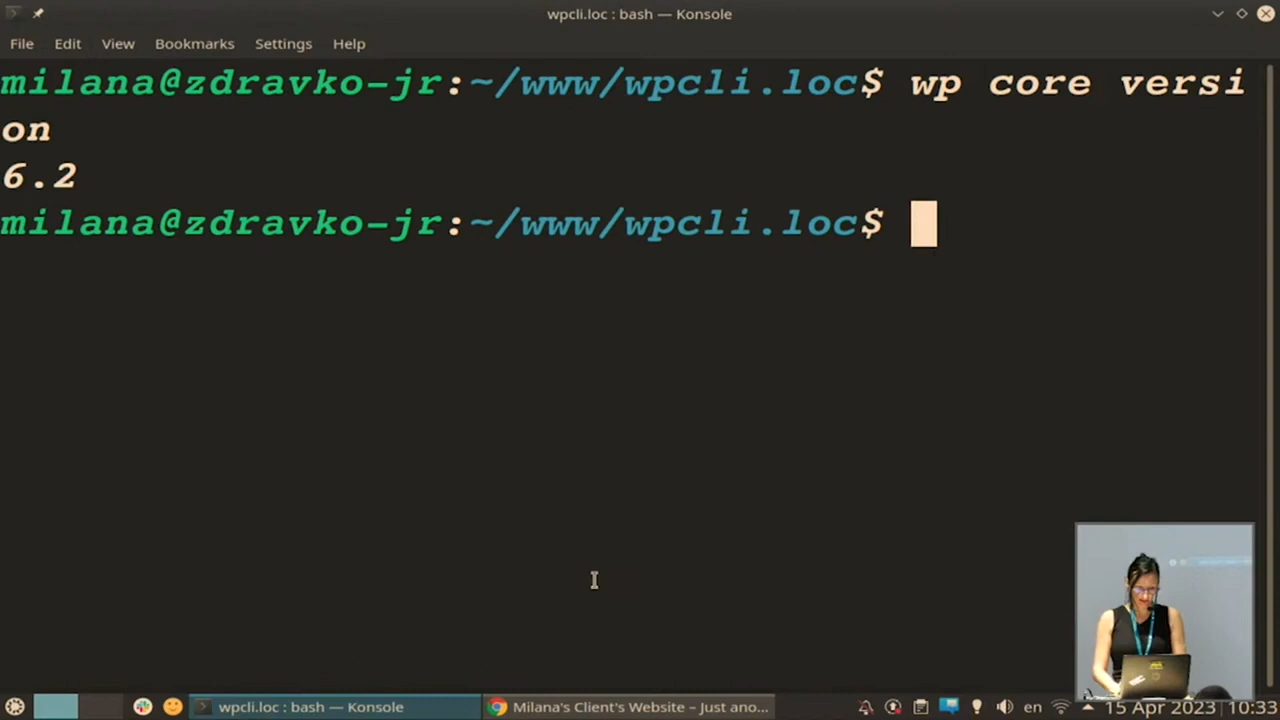 wpcli.loc : bash — Konsole
File Edit View Bookmarks Settings Help
milana@zdravko-jr:~/www/wpcli.loc$ wp core versi
on
6.2
milana@zdravko-jr:~/www/wpcli.loc$
wpcli.loc : bash — Konsole
Milana's Client's Website – Just ano...
en
15 Apr 2023
10:33